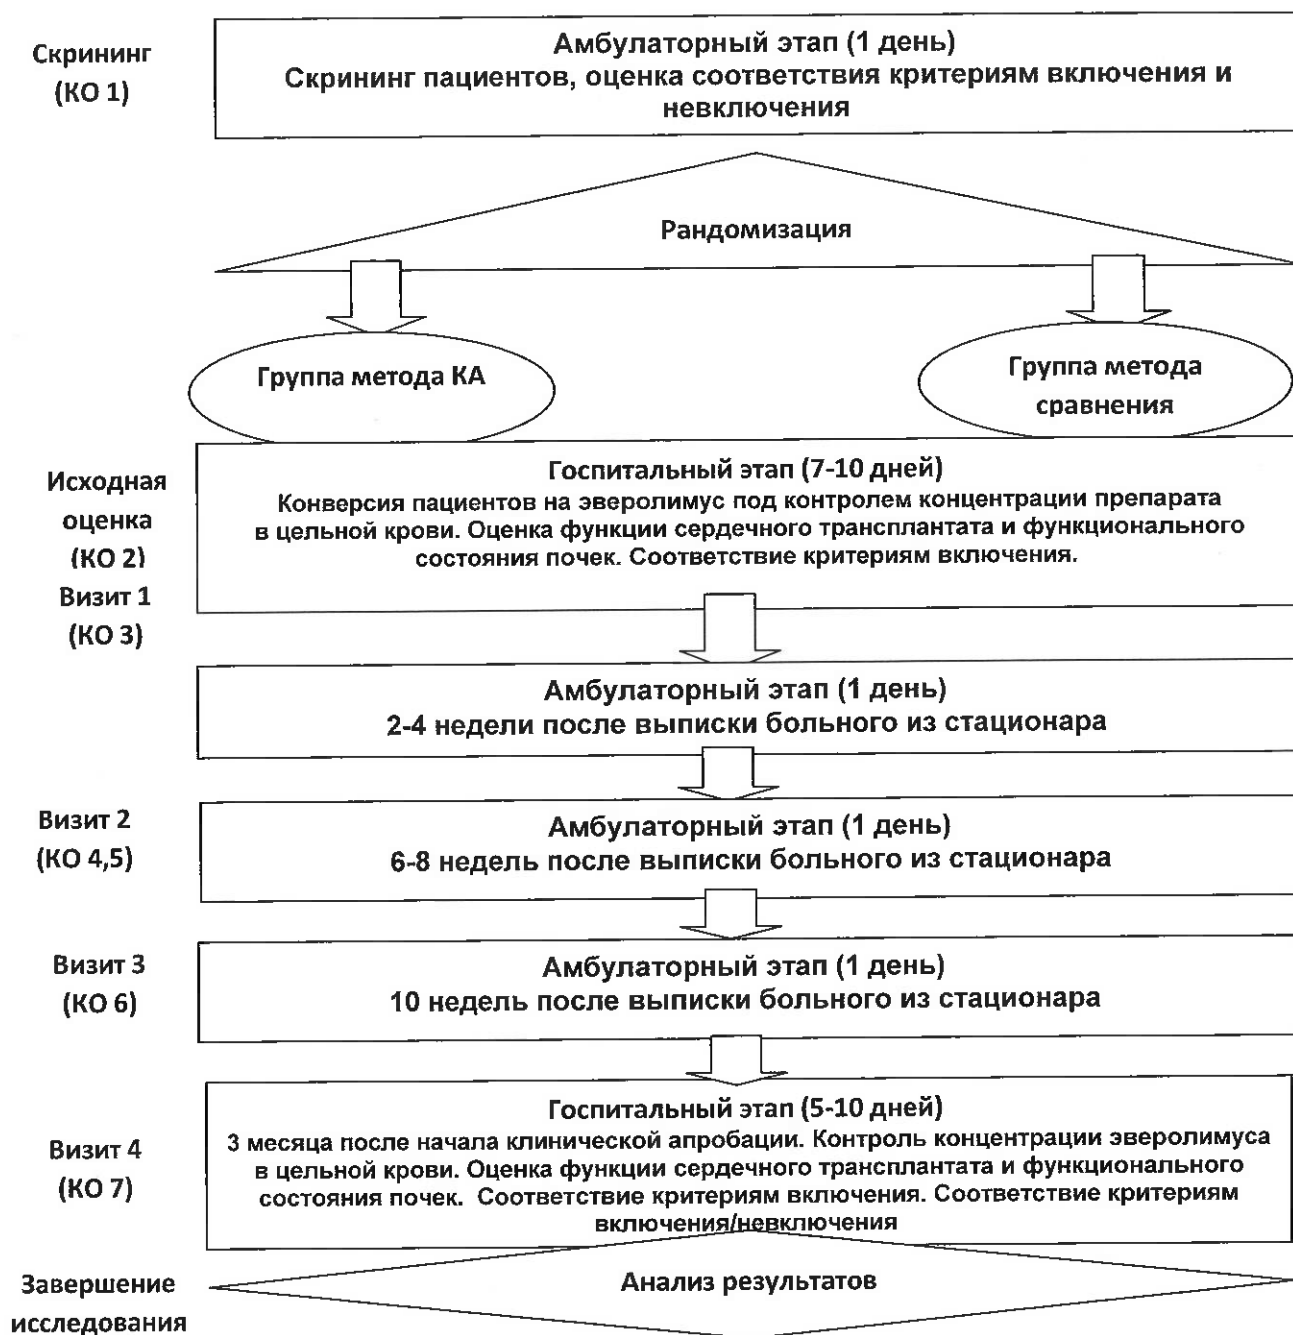 Скрининг
(КО 1)
Амбулаторный этап (1 день)
Скрининг пациентов, оценка соответствия критериям включения и
невключения
Рандомизация
Группа метода КА
Группа метода
сравнения
Исходная
оценка
(КО 2)
Визит 1
(КО 3)
Госпитальный этап (7-10 дней)
Конверсия пациентов на эверолимус под контролем концентрации препарата
в цельной крови. Оценка функции сердечного трансплантата и функционального
состояния почек. Соответствие критериям включения.
Амбулаторный этап (1 день)
2-4 недели после выписки больного из стационара
Визит 2
(КО 4,5)
Амбулаторный этап (1 день)
6-8 недель после выписки больного из стационара
Визит 3
(КО 6)
Амбулаторный этап (1 день)
10 недель после выписки больного из стационара
Визит 4
(КО 7)
Госпитальный этап (5-10 дней)
3 месяца после начала клинической апробации. Контроль концентрации эверолимуса
в цельной крови. Оценка функции сердечного трансплантата и функционального
состояния почек. Соответствие критериям включения. Соответствие критериям
включения/невключения
Завершение
исследования
Анализ результатов